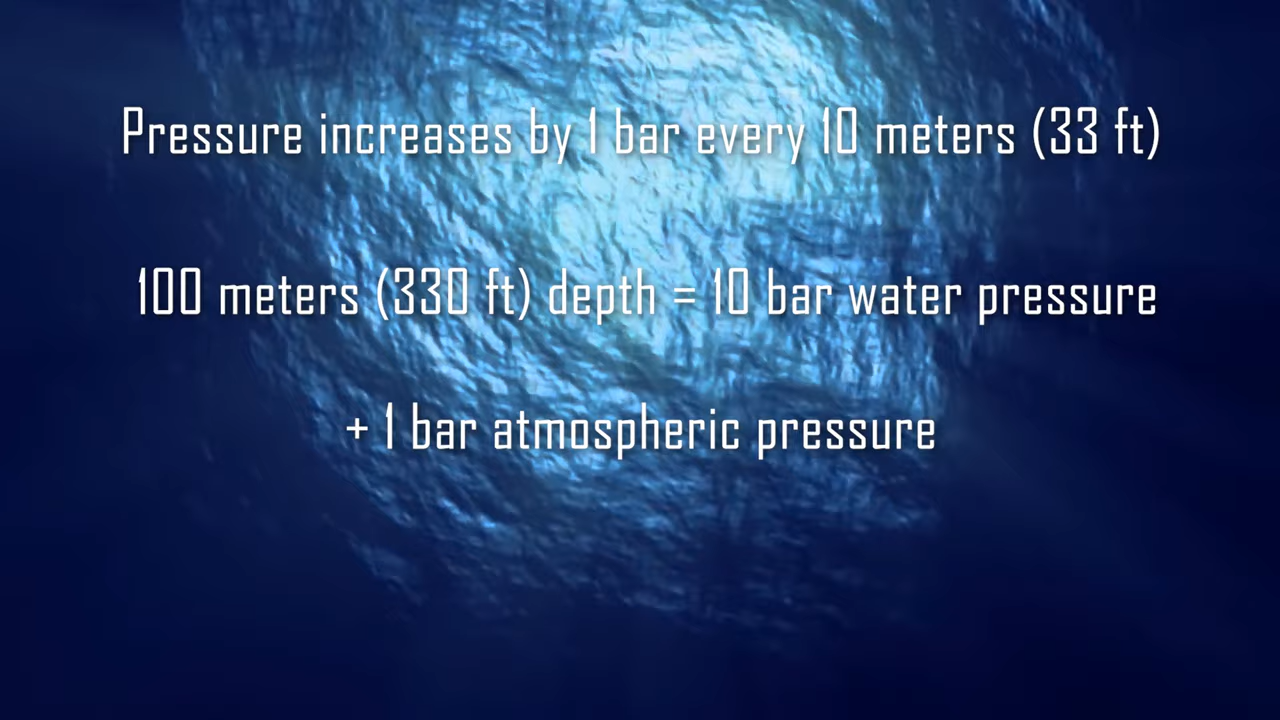 Pressure increases by 1 bar every 10 meters (33 ft)
100 meters (330 ft) depth = 10 bar water pressure
+ 1 bar atmospheric pressure